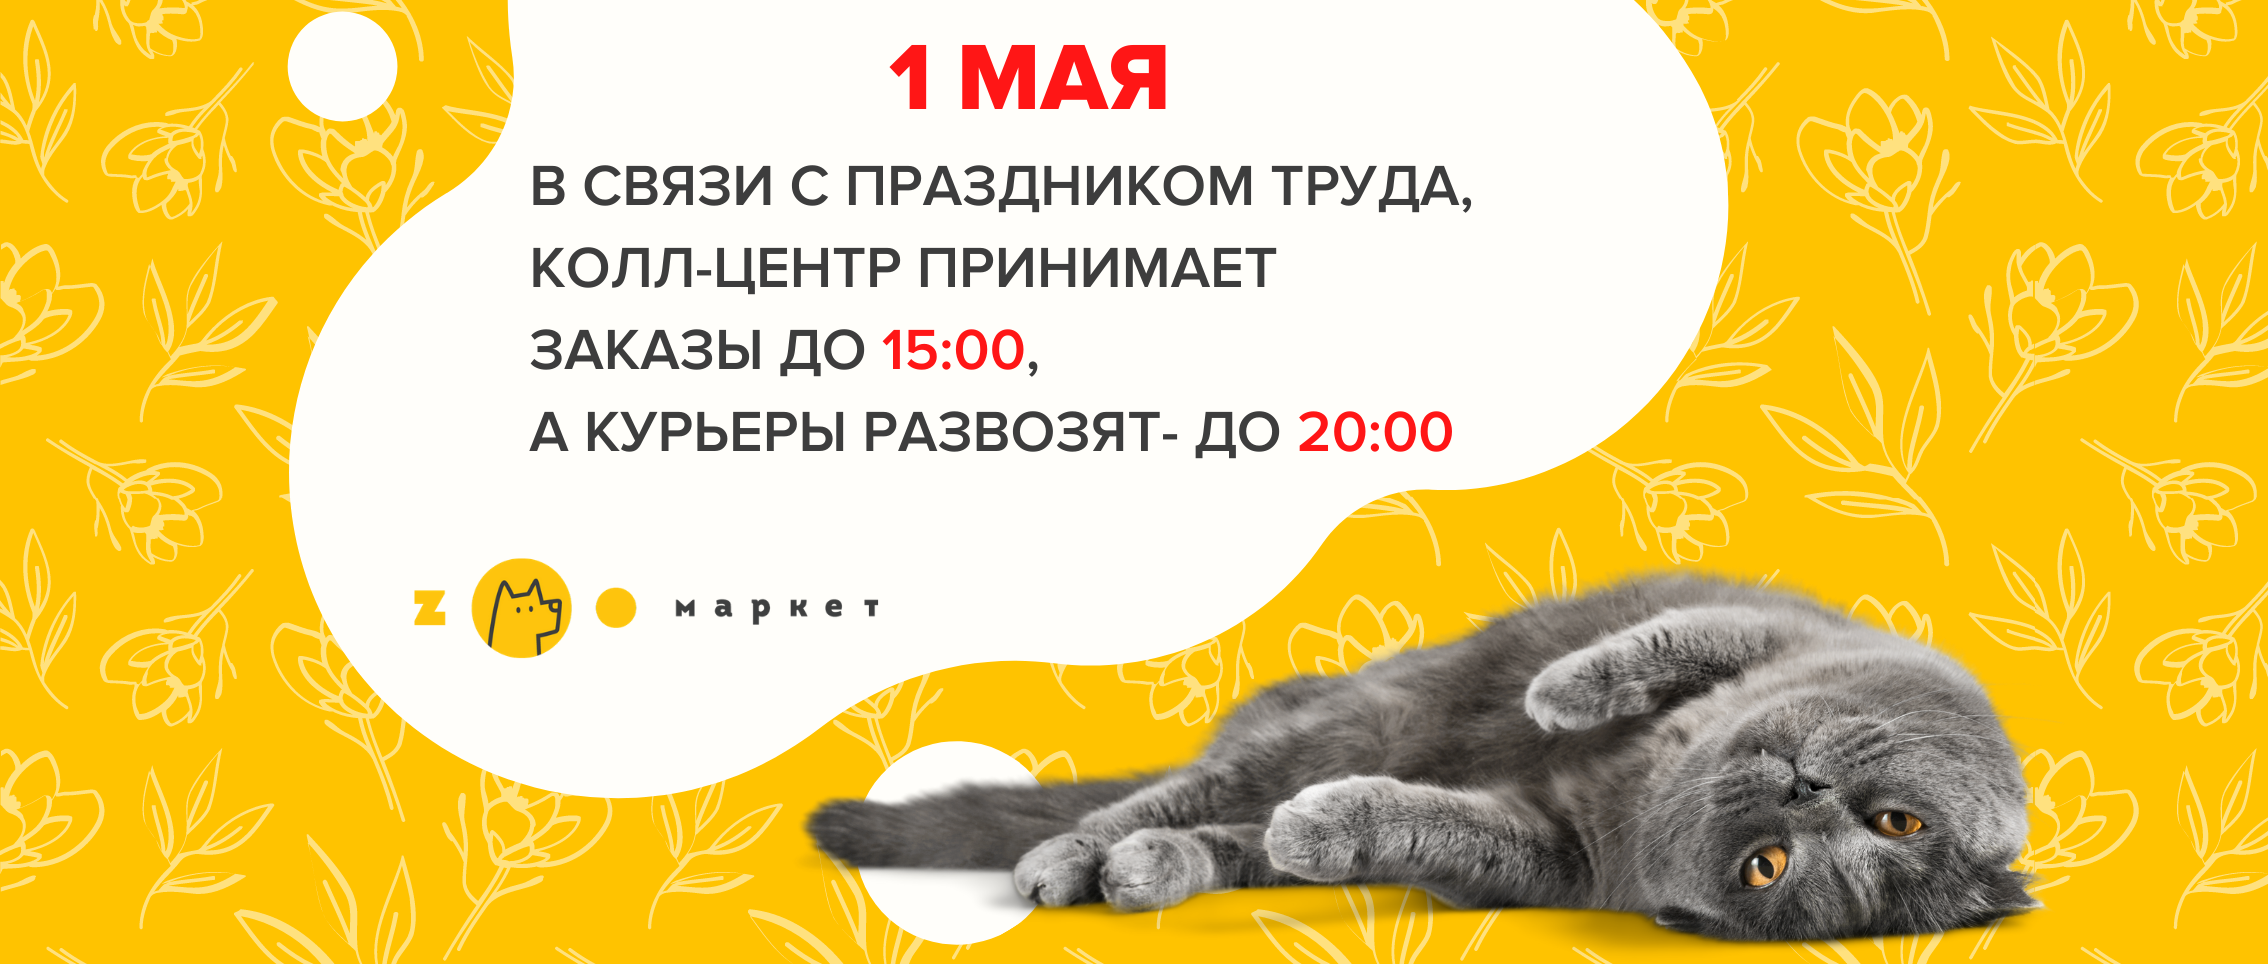 1 МАЯ
В СВЯЗИ С ПРАЗДНИКОМ ТРУДА,
КОЛЛ-ЦЕНТР ПРИНИМАЕТ
ЗАКАЗЫ ДО 15:00,
А КУРЬЕРЫ РАЗВОЗЯТ- ДО 20:00
Z маркет